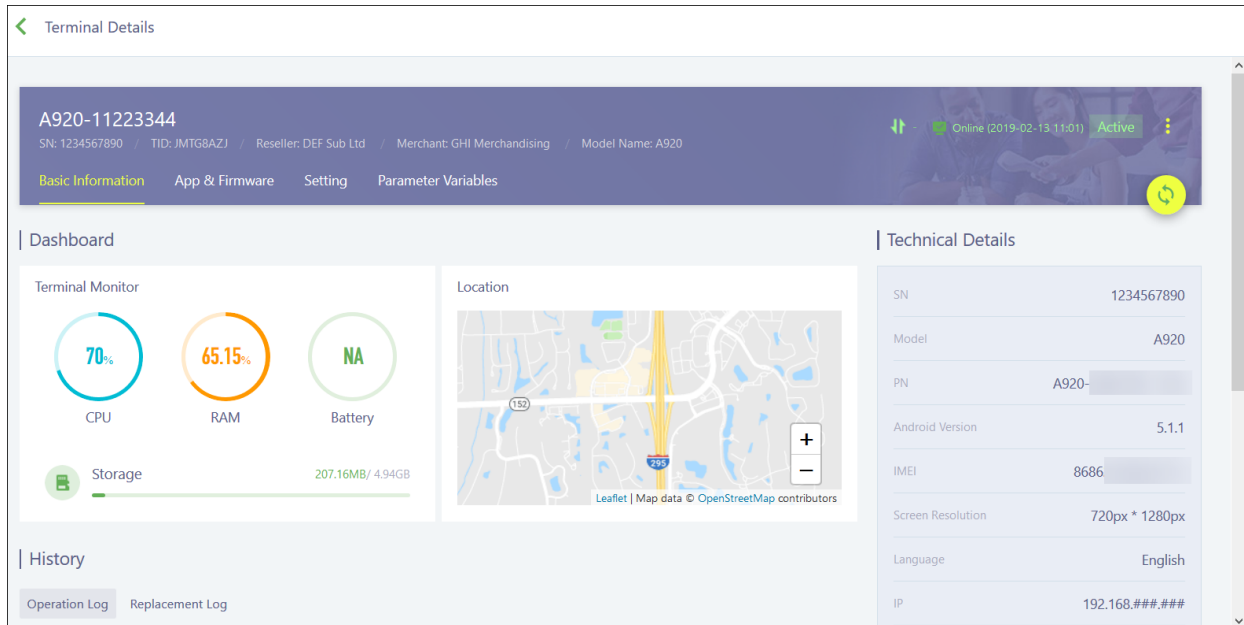 Terminal Details
A920-11223344
SN: 1234567890 / TID: JMTG8AZJ / Reseller: DEF Sub Ltd / Merchant: GHI Merchandising / Model Name: A920
- Online (2019-02-13 11:01) Active
Basic Information App & Firmware Setting Parameter Variables
Dashboard
Terminal Monitor
70%
CPU
65.15%
RAM
NA
Battery
Storage 207.16MB/ 4.94GB
Location
152
295
+
−
Leaflet | Map data © OpenStreetMap contributors
History
Operation Log Replacement Log
Technical Details
SN 1234567890
Model A920
PN A920-
Android Version 5.1.1
IMEI 8686
Screen Resolution 720px * 1280px
Language English
IP 192.168.###.###